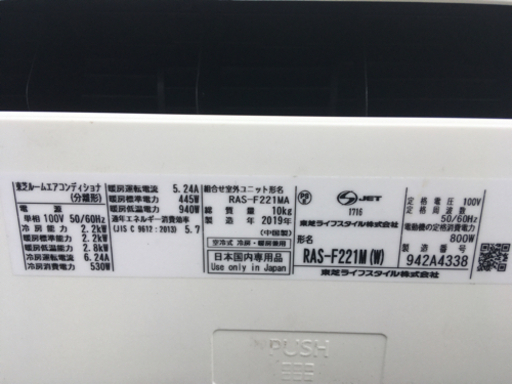 東芝ルームエアコンディショナ
(分離形)
電源
単相 100V 50/60Hz
冷房能力 2.2kW
暖房標準能力 2.2kW
暖房低温能力 2.8kW
冷房運転電流 6.24A
冷房消費電力 530W
暖房運転電流 5.24A
暖房標準電力 445W
暖房低温電力 940W
通年エネルギー消費効率
(JIS C 9612:2013) 5.7
組合せ室外ユニット形名
RAS-F221MA
総質量 10kg
製造年 2019年
(中国製)
空冷式 冷房・暖房兼用
日本国内専用品
Use only in Japan
JET
1716
東芝ライフスタイル株式会社
形名
RAS-F221M(W)
東芝ライフスタイル株式会社
定格電圧 100V
定格周波数
50/60Hz
電動機の定格消費電力
800W
製造番号
942A4338
PUSH